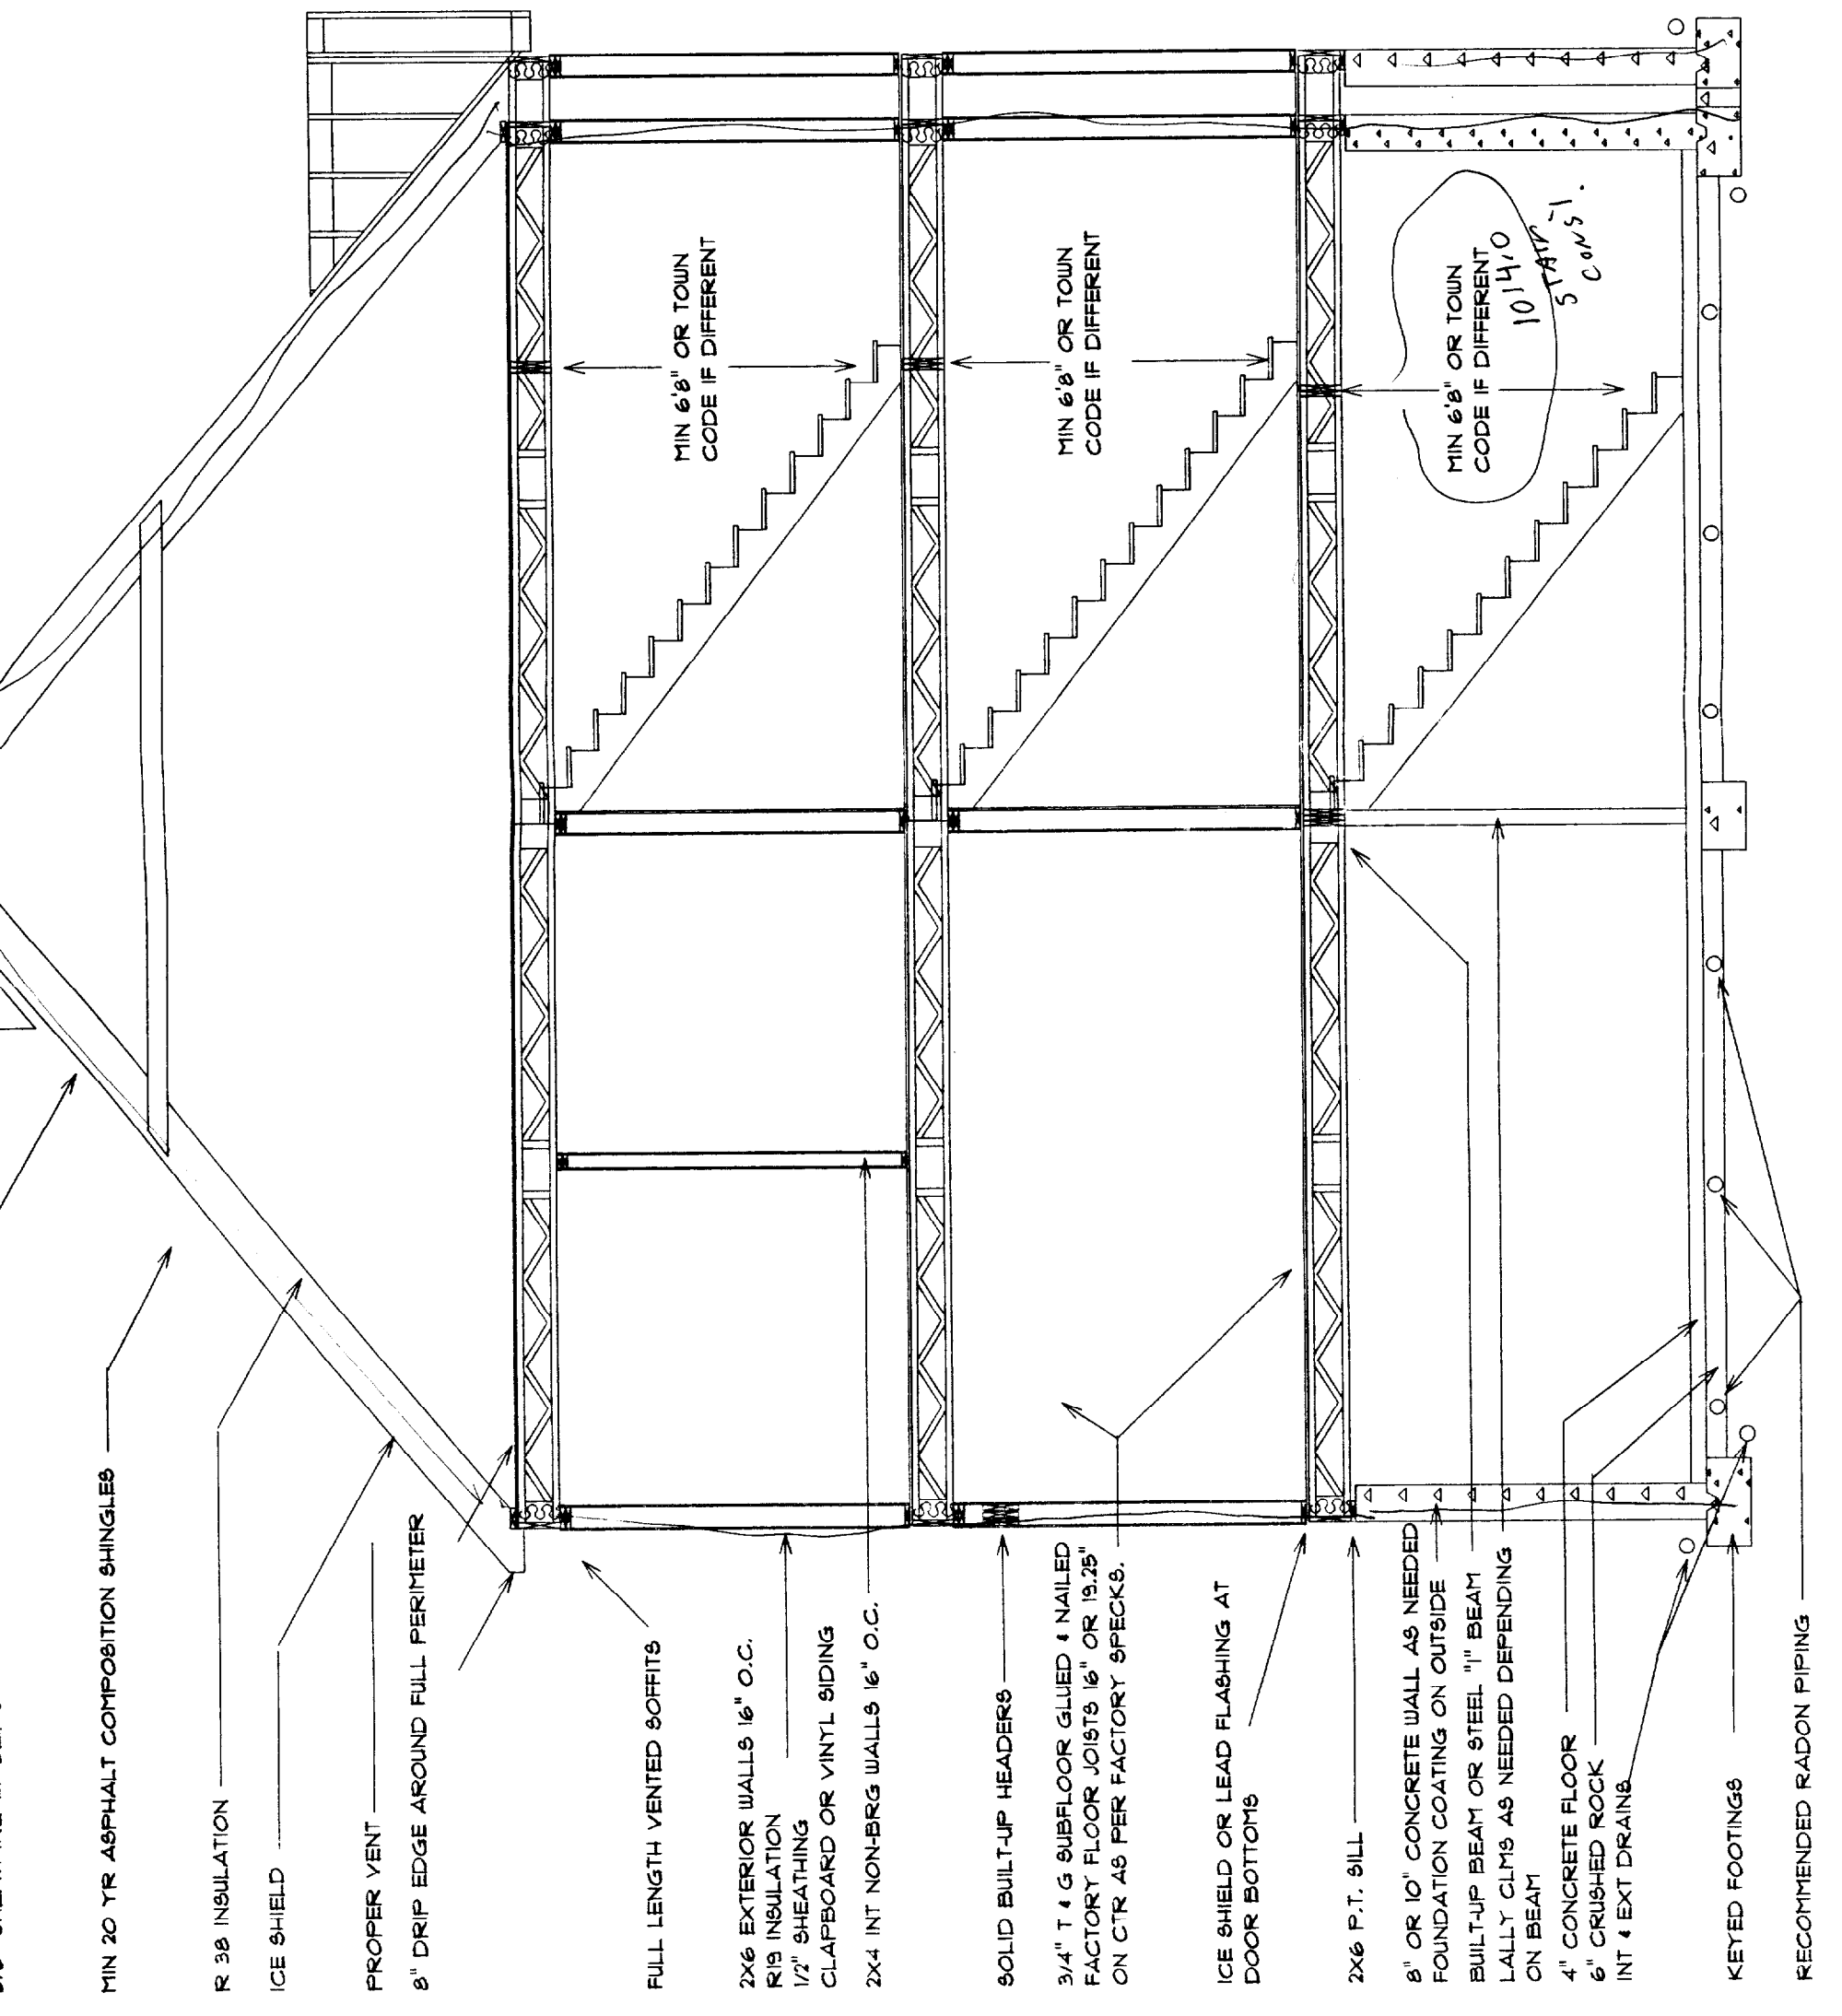 MIN 20 YR ASPHALT COMPOSITION SHINGLES
R 38 INSULATION
ICE SHIELD
PROPER VENT
8" DRIP EDGE AROUND FULL PERIMETER
FULL LENGTH VENTED SOFFITS
2X6 EXTERIOR WALLS 16" O.C.
R19 INSULATION
1/2" SHEATHING
CLAPBOARD OR VINYL SIDING
2X4 INT NON-BRG WALLS 16" O.C.
SOLID BUILT-UP HEADERS
3/4" T & G SUBFLOOR GLUED & NAILED
FACTORY FLOOR JOISTS 16" OR 19.25"
ON CTR AS PER FACTORY SPECKS.
ICE SHIELD OR LEAD FLASHING AT
DOOR BOTTOMS
2X6 P.T. SILL
8" OR 10" CONCRETE WALL AS NEEDED
FOUNDATION COATING ON OUTSIDE
BUILT-UP BEAM OR STEEL "I" BEAM
LALLY CLMS AS NEEDED DEPENDING
ON BEAM
4" CONCRETE FLOOR
6" CRUSHED ROCK
INT & EXT DRAINS
KEYED FOOTINGS
RECOMMENDED RADON PIPING
MIN 6'8" OR TOWN
CODE IF DIFFERENT
MIN 6'8" OR TOWN
CODE IF DIFFERENT
MIN 6'8" OR TOWN
CODE IF DIFFERENT
1014.0
STAIR
CONS.